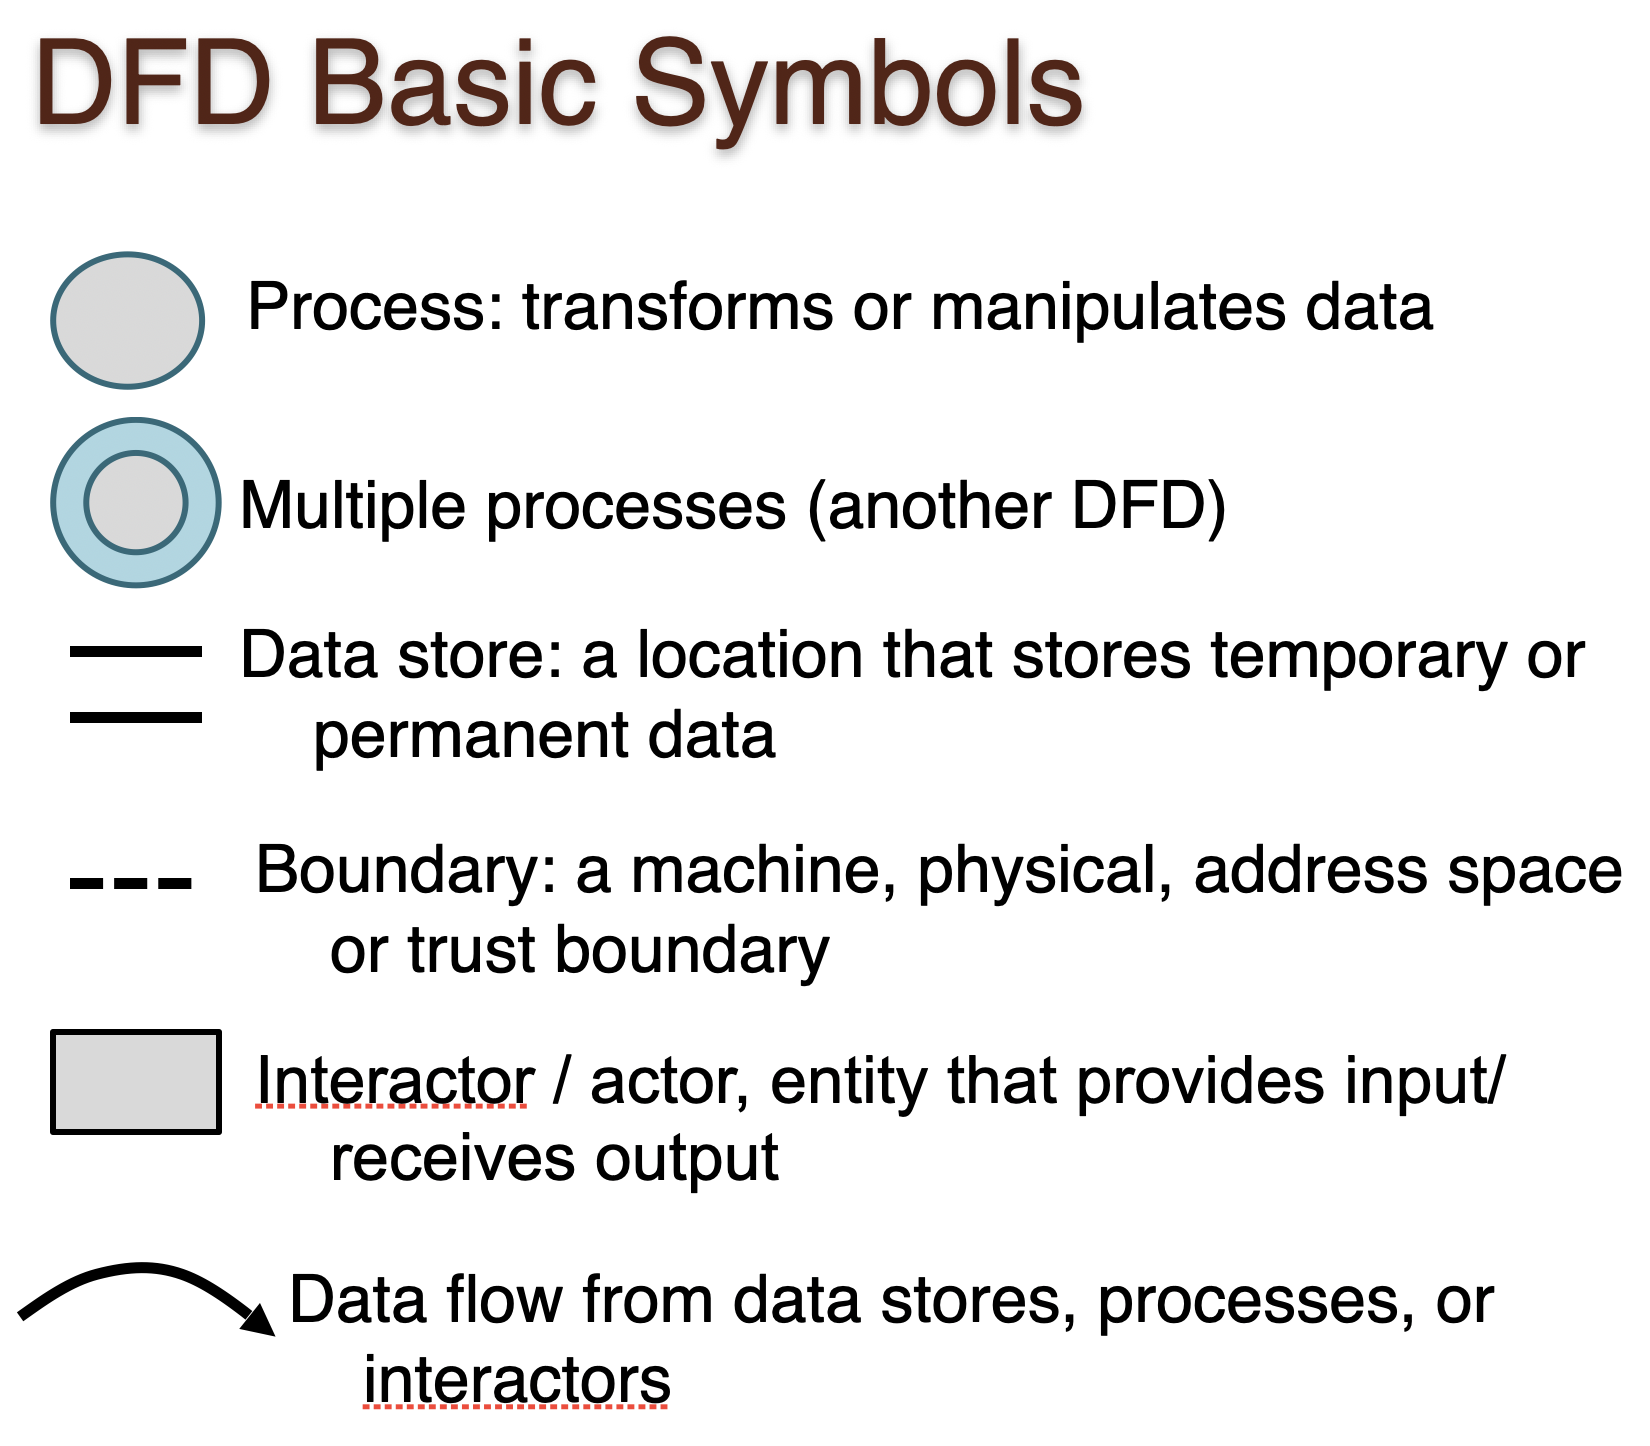 DFD Basic Symbols
Process: transforms or manipulates data
Multiple processes (another DFD)
Data store: a location that stores temporary or
permanent data
Boundary: a machine, physical, address space
or trust boundary
Interactor / actor, entity that provides input/
receives output
Data flow from data stores, processes, or
interactors